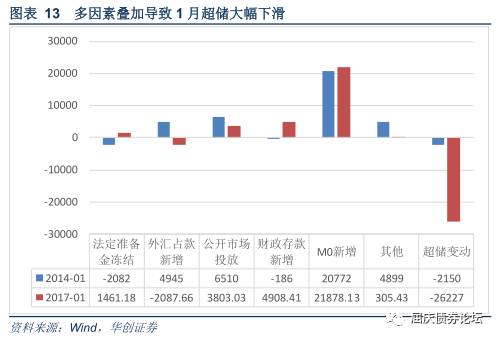 图表 13 多因素叠加导致 1 月超储大幅下滑
30000
20000
10000
0
-10000
-20000
-30000
法定准备金冻结 外汇占款新增 公开市场投放 财政存款新增 M0新增 其他 超储变动
2014-01 -2082 4945 6510 -186 20772 4899 -2150
2017-01 1461.18 -2087.66 3803.03 4908.41 21878.13 305.43 -26227
资料来源：Wind，华创证券
屈庆债券论坛